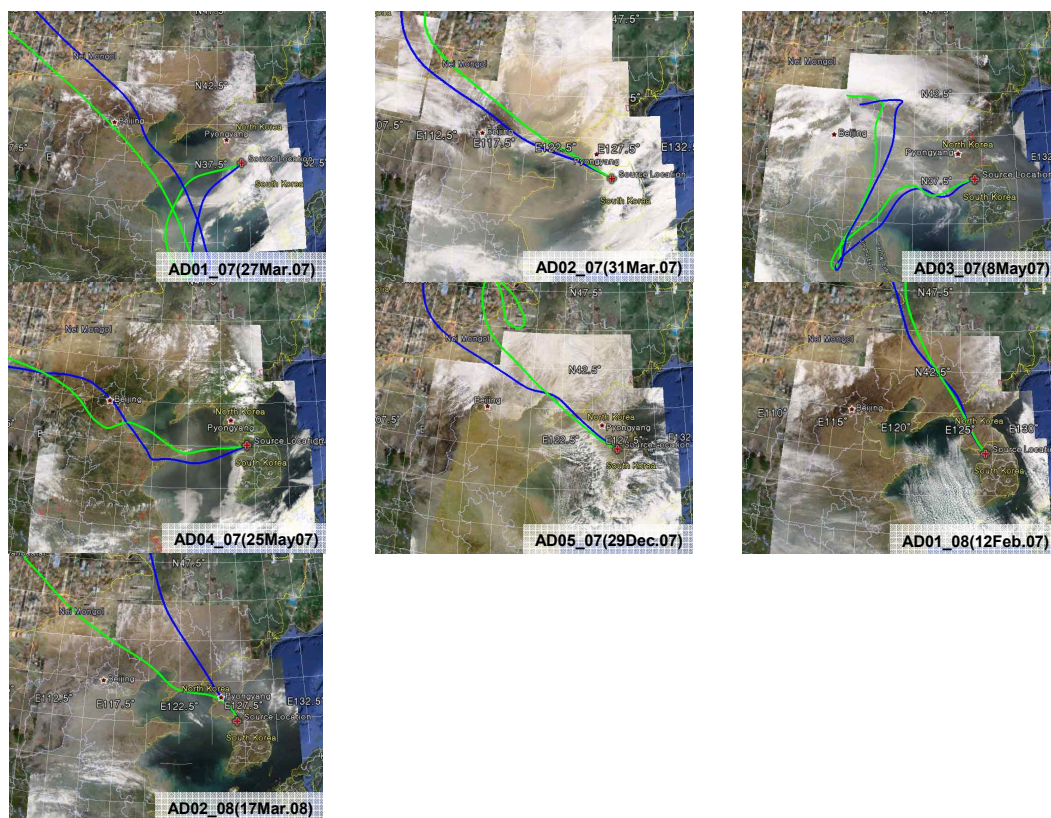 Nei Mongol
N42.5°
Beijing
North Korea
Pyongyang
N37.5°
Source Location
South Korea
AD01_07(27Mar.07)
N47.5°
Nei Mongol
E112.5°
Beijing
E117.5°
E122.5°
E127.5°
E132.5°
Pyongyang
Source Location
South Korea
AD02_07(31Mar.07)
Nei Mongol
N42.5°
Beijing
North Korea
Pyongyang
N37.5°
Source Location
South Korea
AD03_07(8May07)
Nei Mongol
Beijing
North Korea
Pyongyang
Source Location
South Korea
AD04_07(25May07)
N47.5°
Nei Mongol
N42.5°
Beijing
North Korea
Pyongyang
E122.5°
E127.5°
Source Location
South Korea
AD05_07(29Dec.07)
N47.5°
Nei Mongol
N42.5°
E110°
Beijing
E115°
E120°
North Korea
E125°
E130°
Source Location
South Korea
AD01_08(12Feb.07)
N47.5°
Nei Mongol
Beijing
North Korea
Pyongyang
E112.5°
E117.5°
E122.5°
E127.5°
E132.5°
Source Location
South Korea
AD02_08(17Mar.08)